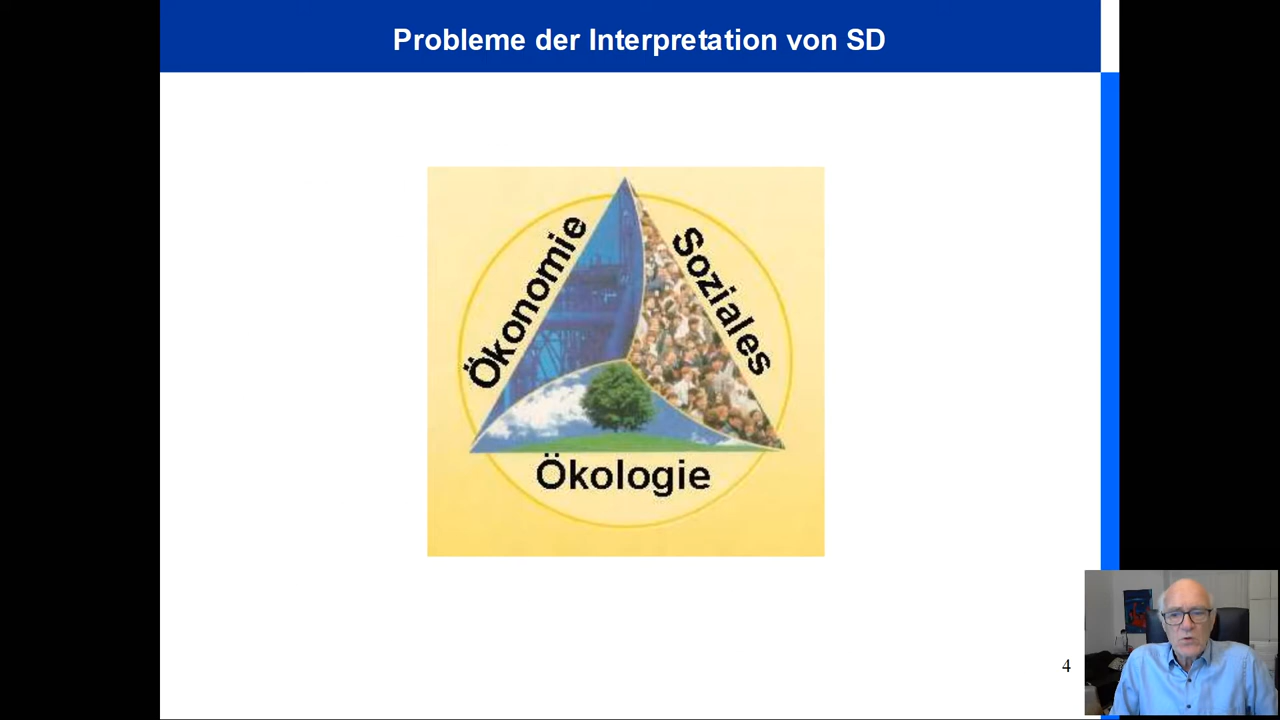 Probleme der Interpretation von SD
Ökonomie
Soziales
Ökologie
4